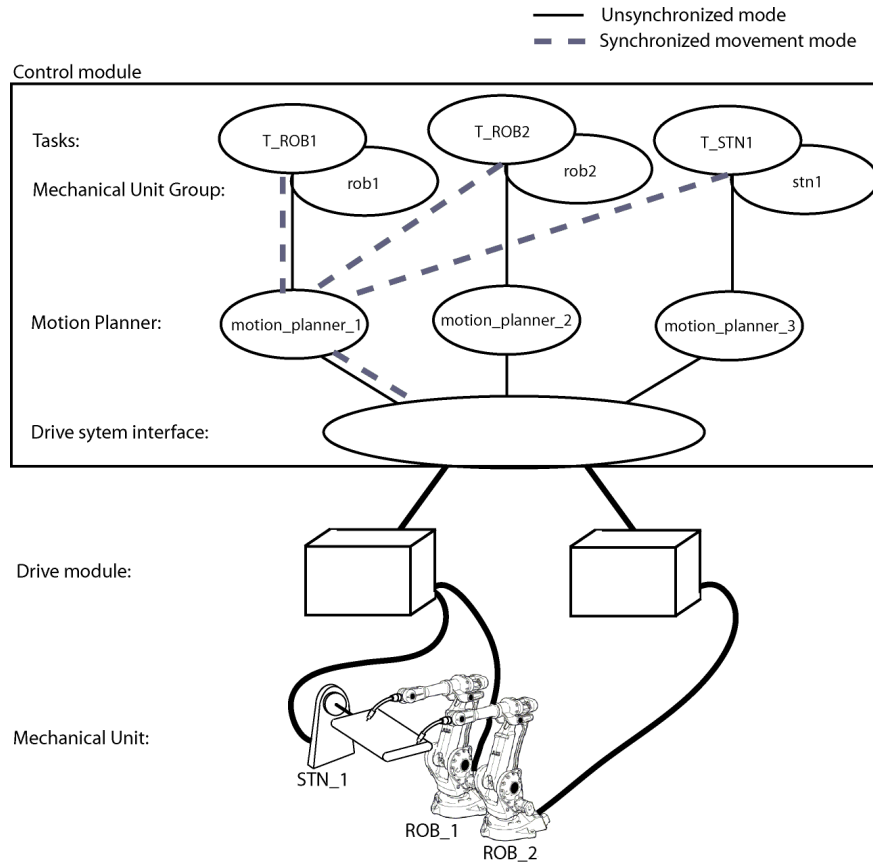 Unsynchronized mode
Synchronized movement mode
Control module
Tasks:
T_ROB1
T_ROB2
T_STN1
Mechanical Unit Group:
rob1
rob2
stn1
Motion Planner:
motion_planner_1
motion_planner_2
motion_planner_3
Drive sytem interface:
Drive module:
Mechanical Unit:
STN_1
ROB_1
ROB_2